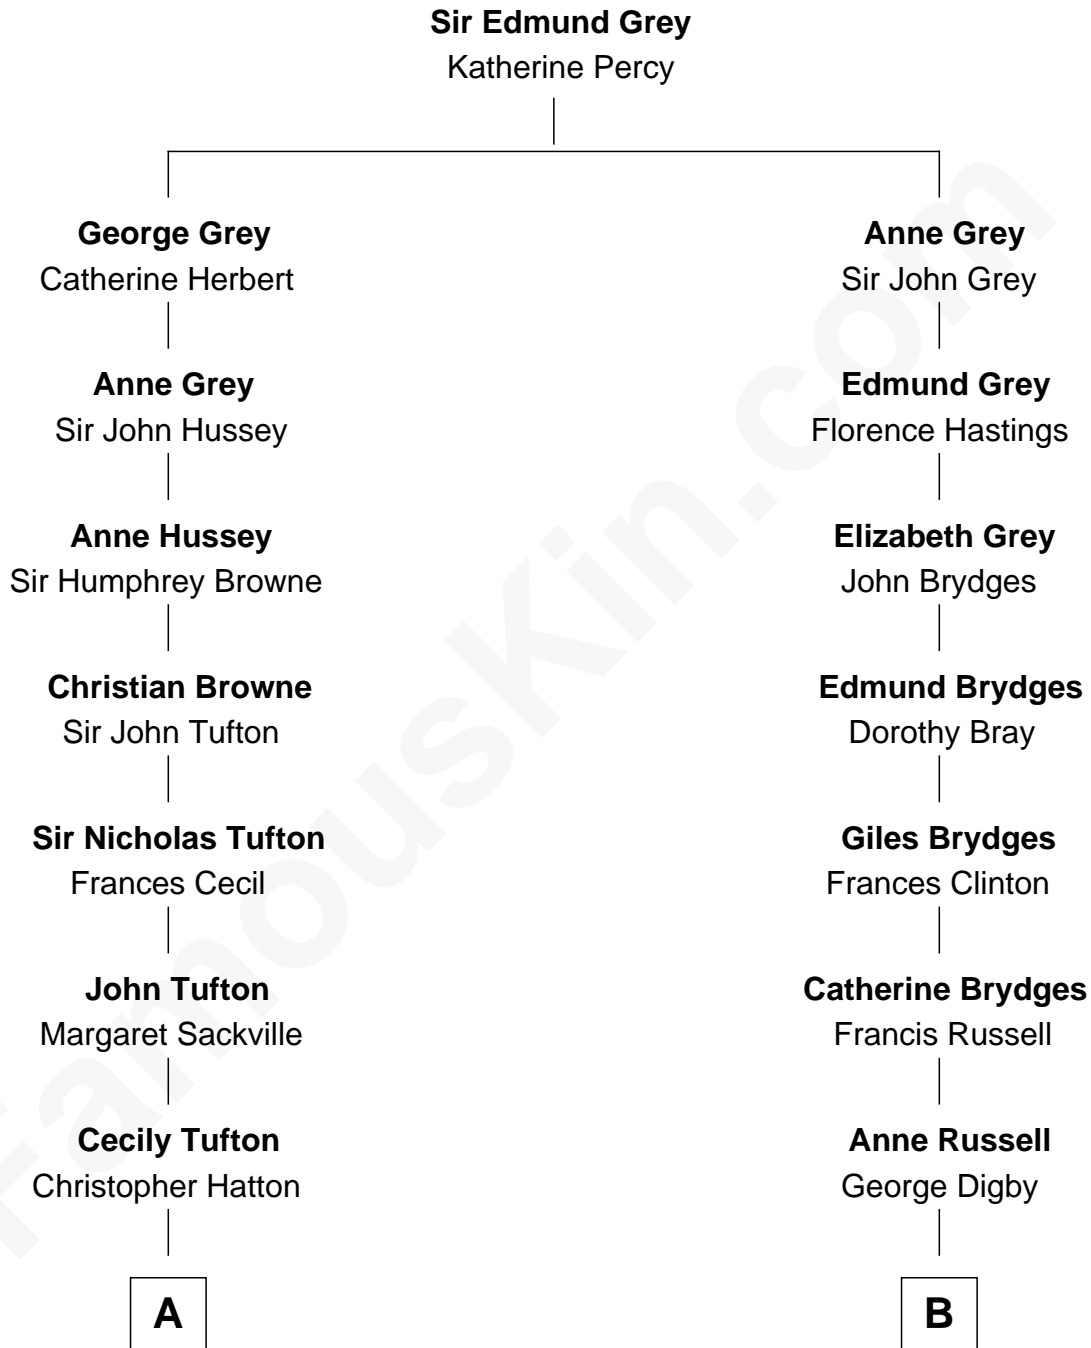 Sir Edmund Grey
Katherine Percy
George Grey
Catherine Herbert
Anne Grey
Sir John Grey
Anne Grey
Sir John Hussey
Edmund Grey
Florence Hastings
Anne Hussey
Sir Humphrey Browne
Elizabeth Grey
John Brydges
Christian Browne
Sir John Tufton
Edmund Brydges
Dorothy Bray
Sir Nicholas Tufton
Frances Cecil
Giles Brydges
Frances Clinton
John Tufton
Margaret Sackville
Catherine Brydges
Francis Russell
Cecily Tufton
Christopher Hatton
Anne Russell
George Digby
A
B
FamousKin.com